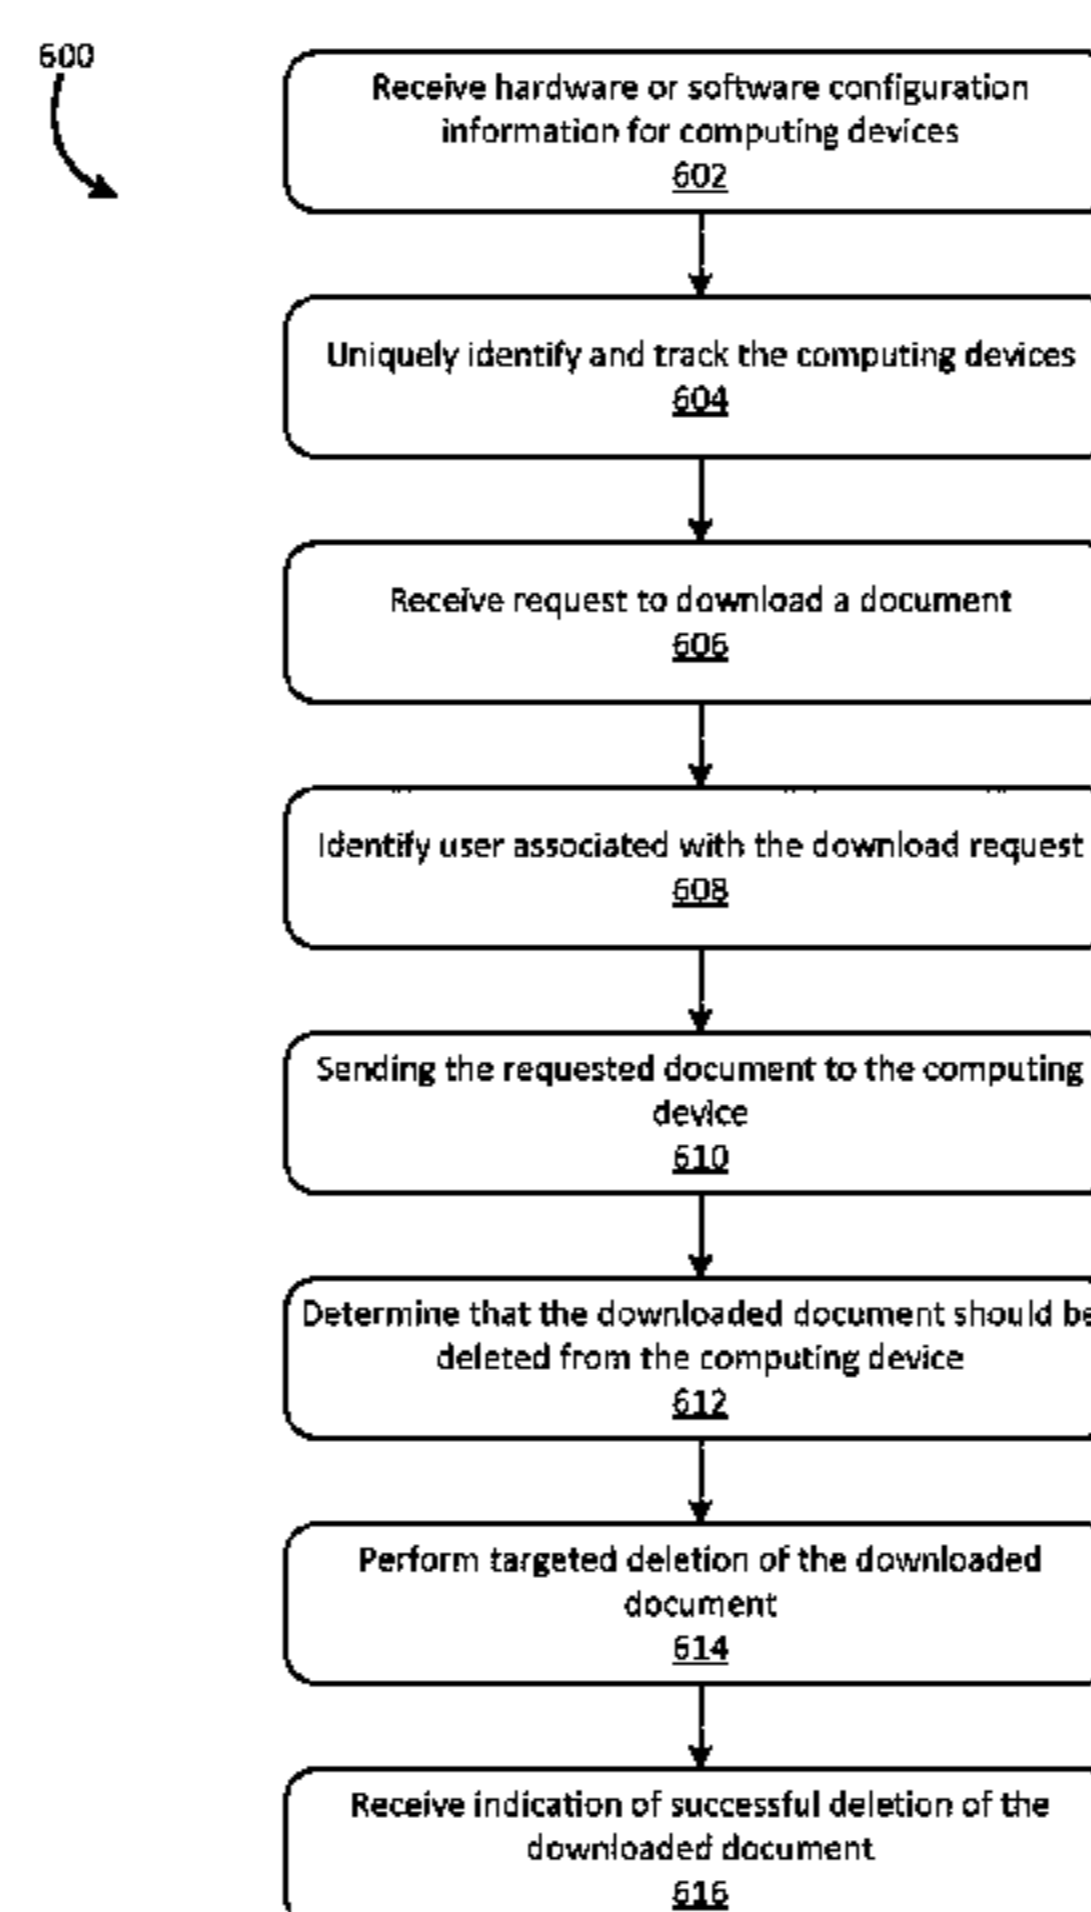 600
Receive hardware or software configuration
information for computing devices
602
Uniquely identify and track the computing devices
604
Receive request to download a document
606
Identify user associated with the download request
608
Sending the requested document to the computing
device
610
Determine that the downloaded document should be
deleted from the computing device
612
Perform targeted deletion of the downloaded
document
614
Receive indication of successful deletion of the
downloaded document
616